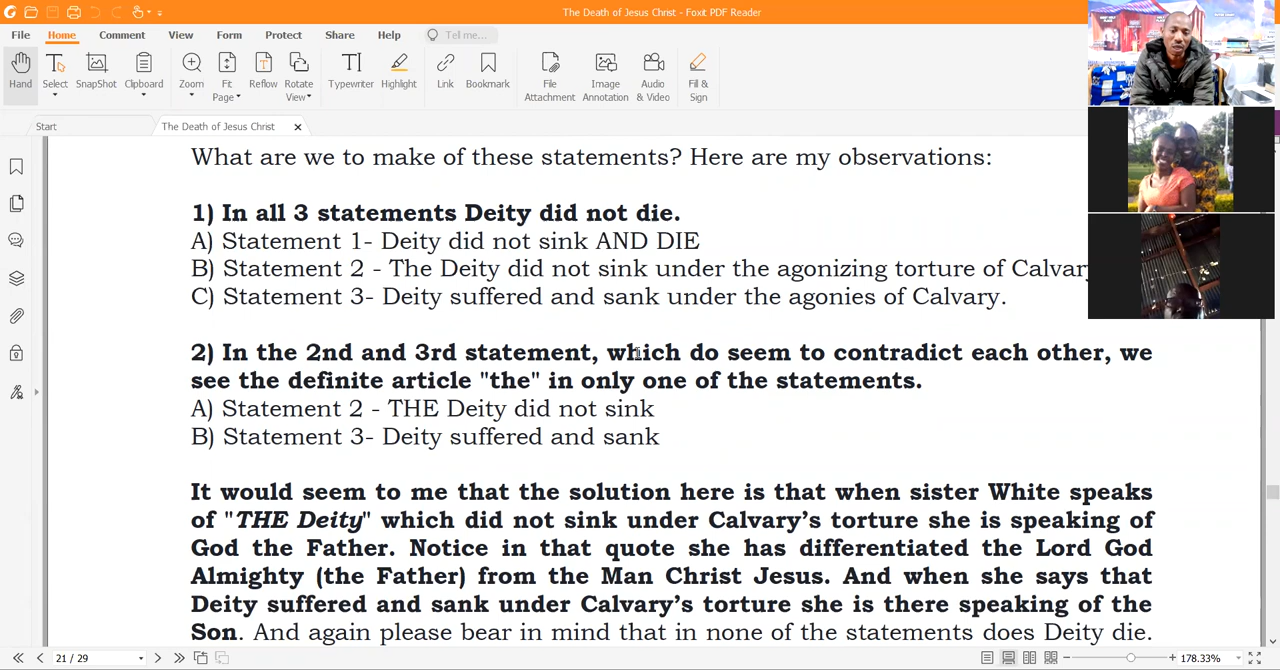 The Death of Jesus Christ - Foxit PDF Reader
File Home Comment View Form Protect Share Help Tell me...
Hand Select SnapShot Clipboard Zoom Fit Page Reflow Rotate View Typewriter Highlight Link Bookmark File Attachment Image Annotation Audio & Video Fill & Sign
Start The Death of Jesus Christ
What are we to make of these statements? Here are my observations:
1) In all 3 statements Deity did not die.
A) Statement 1- Deity did not sink AND DIE
B) Statement 2 - The Deity did not sink under the agonizing torture of Calvary
C) Statement 3- Deity suffered and sank under the agonies of Calvary.
2) In the 2nd and 3rd statement, which do seem to contradict each other, we
see the definite article "the" in only one of the statements.
A) Statement 2 - THE Deity did not sink
B) Statement 3- Deity suffered and sank
It would seem to me that the solution here is that when sister White speaks
of "THE Deity" which did not sink under Calvary’s torture she is speaking of
God the Father. Notice in that quote she has differentiated the Lord God
Almighty (the Father) from the Man Christ Jesus. And when she says that
Deity suffered and sank under Calvary’s torture she is there speaking of the
Son. And again please bear in mind that in none of the statements does Deity die.
21 / 29 178.33%